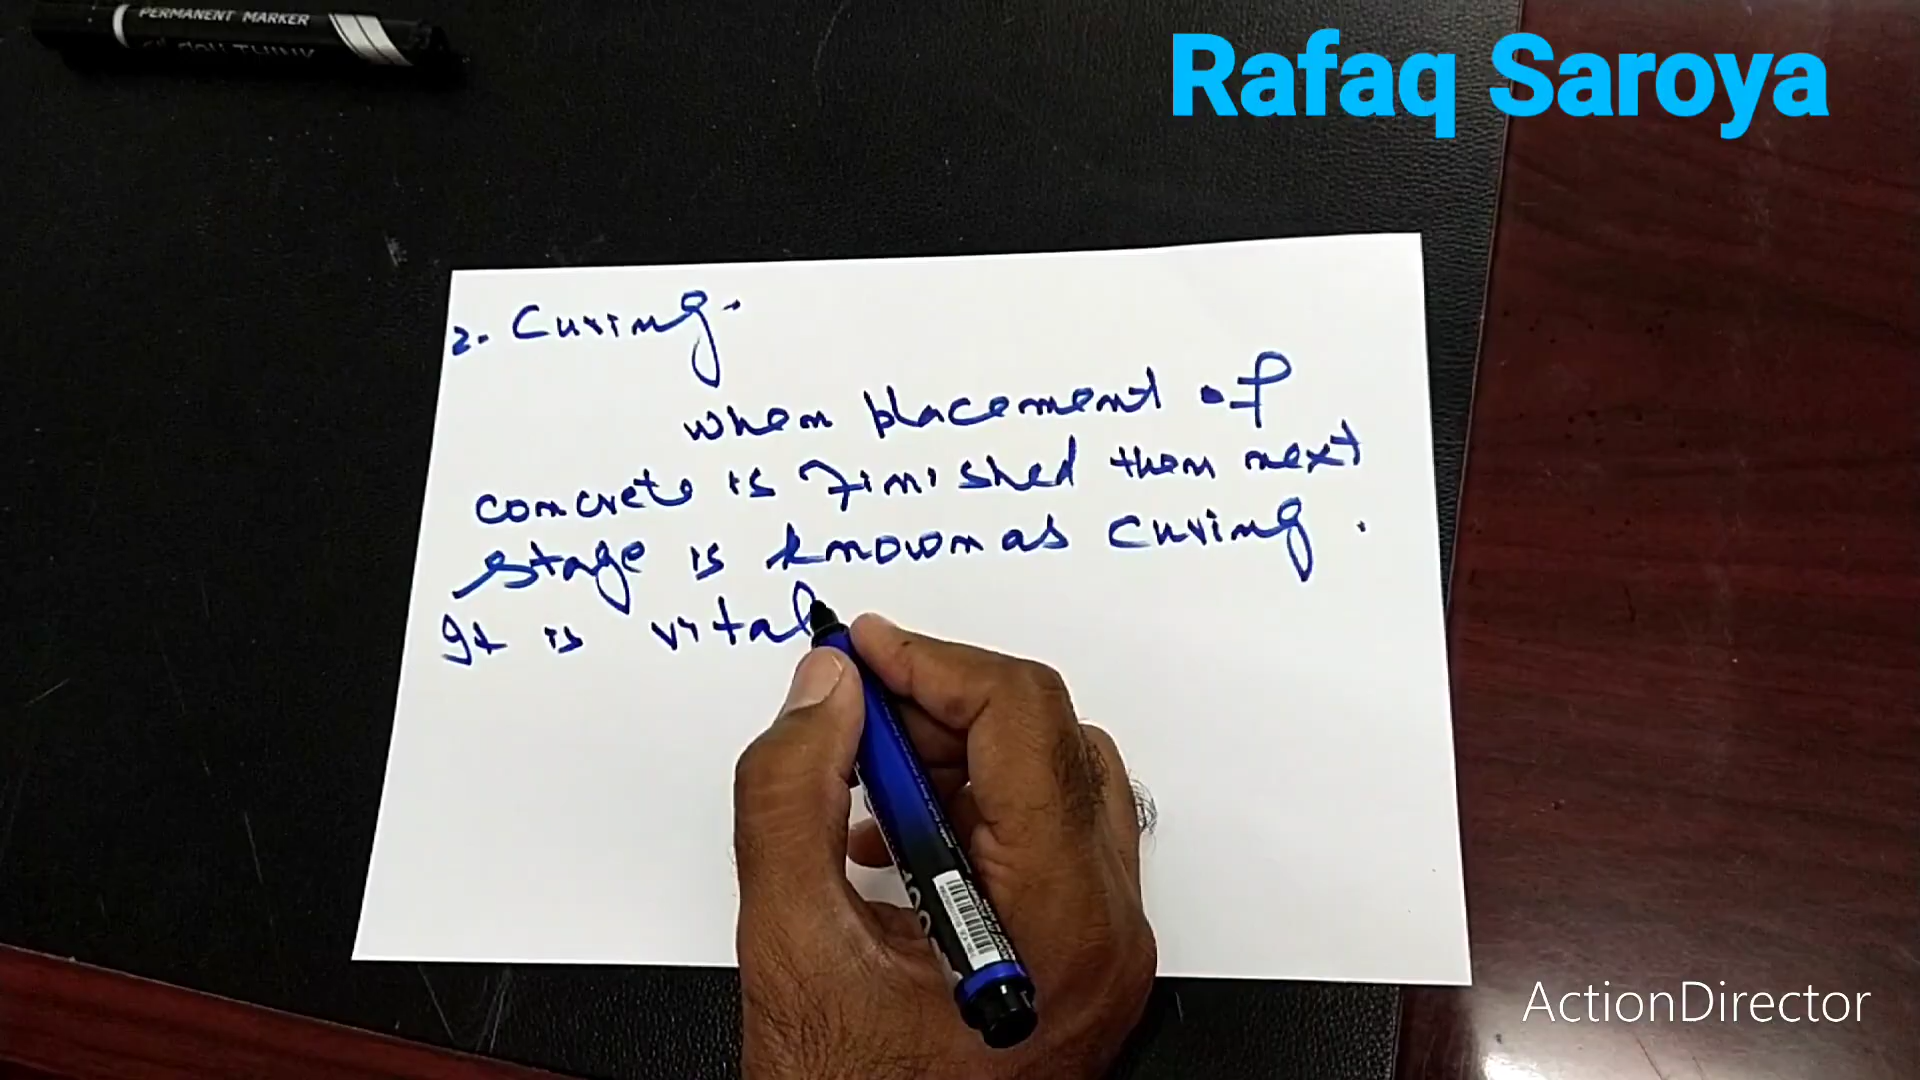 PERMANENT MARKER
Rafaq Saroya
2. Curing.
when placement of
concrete is finished then next
stage is known as curing.
It is vital
ActionDirector